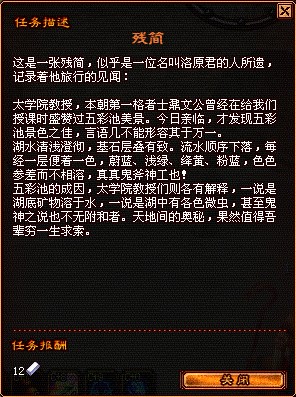 任务描述
残简
这是一张残简，似乎是一位名叫洛原君的人所遗，
记录着他旅行的见闻：
太学院教授，本朝第一格者士鼎文公曾经在给我们
授课时盛赞过五彩池美景。今日亲临，才发现五彩
池景色之佳，言语几不能形容其于万一。
湖水清浅澄彻，基石层叠有致。流水顺序下落，每
经一层便着一色，蔚蓝、浅绿、绛黄、粉蓝，色色
参差而不相溶，真真鬼斧神工也！
五彩池的成因，太学院教授们则各有解释，一说是
湖底矿物溶于水，一说是湖中有各色微虫，甚至鬼
神之说也不无附和者。天地间的奥秘，果然值得吾
辈穷一生求索。
任务报酬
12
关闭